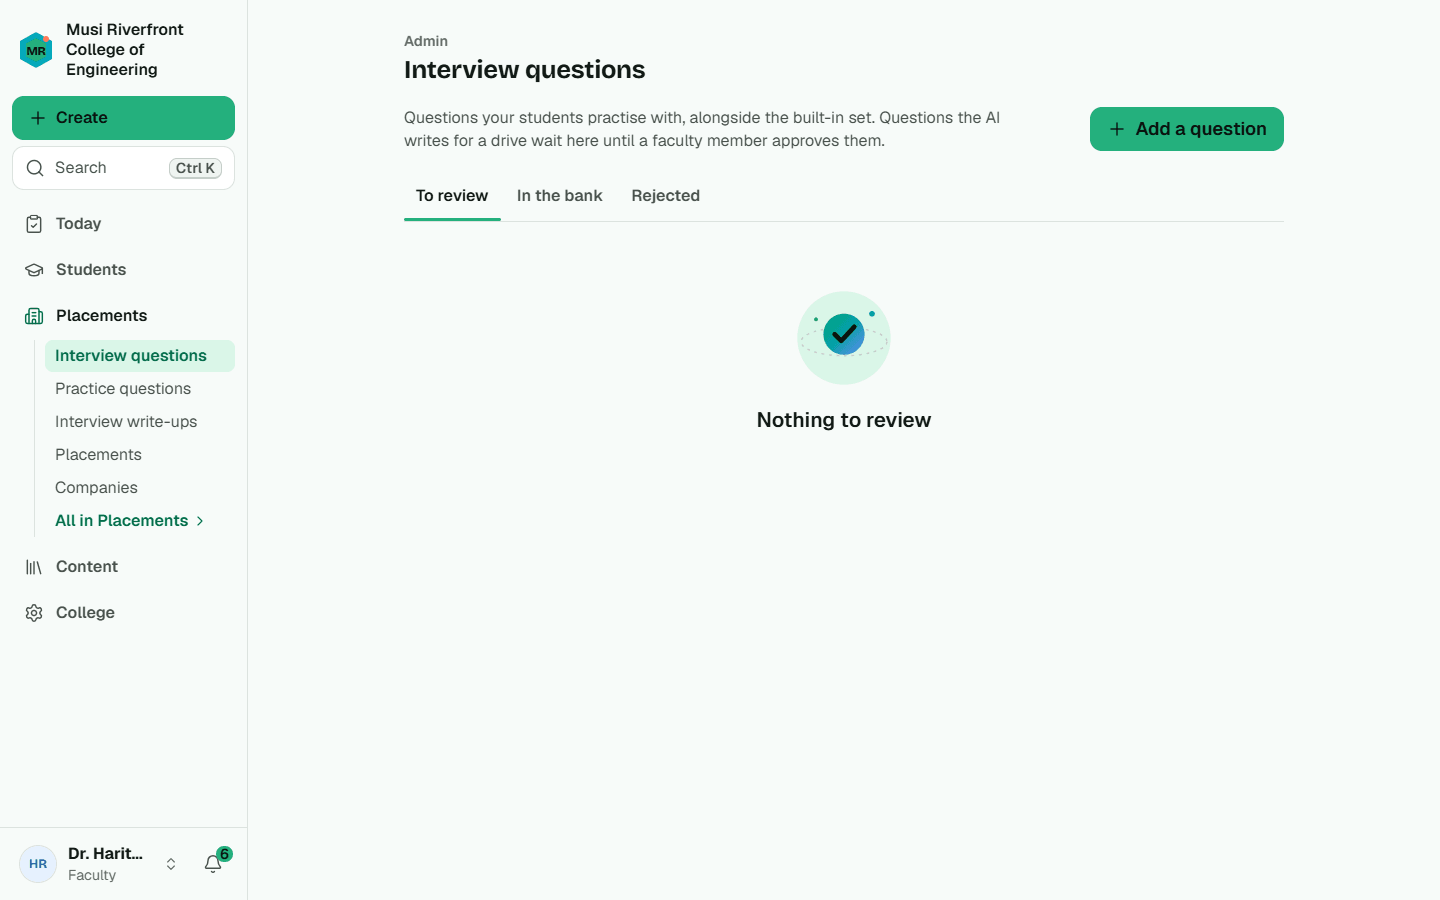 MR
Musi Riverfront
College of
Engineering
Create
Search
Ctrl K
Today
Students
Placements
Interview questions
Practice questions
Interview write-ups
Placements
Companies
All in Placements
Content
College
HR
Dr. Harit...
Faculty
6
Admin
Interview questions
Questions your students practise with, alongside the built-in set. Questions the AI
writes for a drive wait here until a faculty member approves them.
Add a question
To review
In the bank
Rejected
Nothing to review